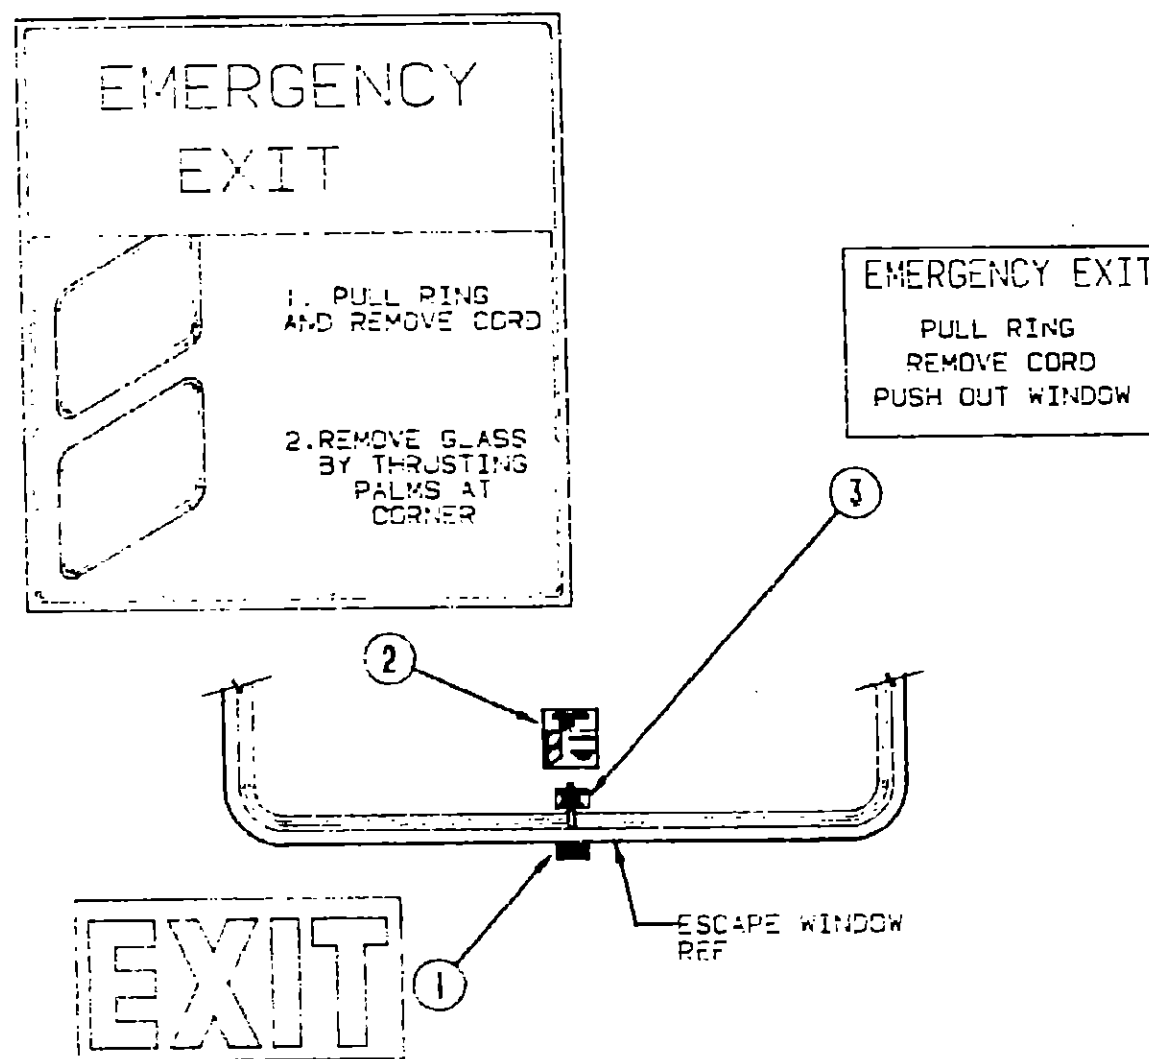 EMERGENCY
EXIT
1. PULL RING
AND REMOVE CORD
2.REMOVE GLASS
BY THRUSTING
PALMS AT
CORNER
EMERGENCY EXIT
PULL RING
REMOVE CORD
PUSH OUT WINDOW
3
2
ESCAPE WINDOW
REF
EXIT
1